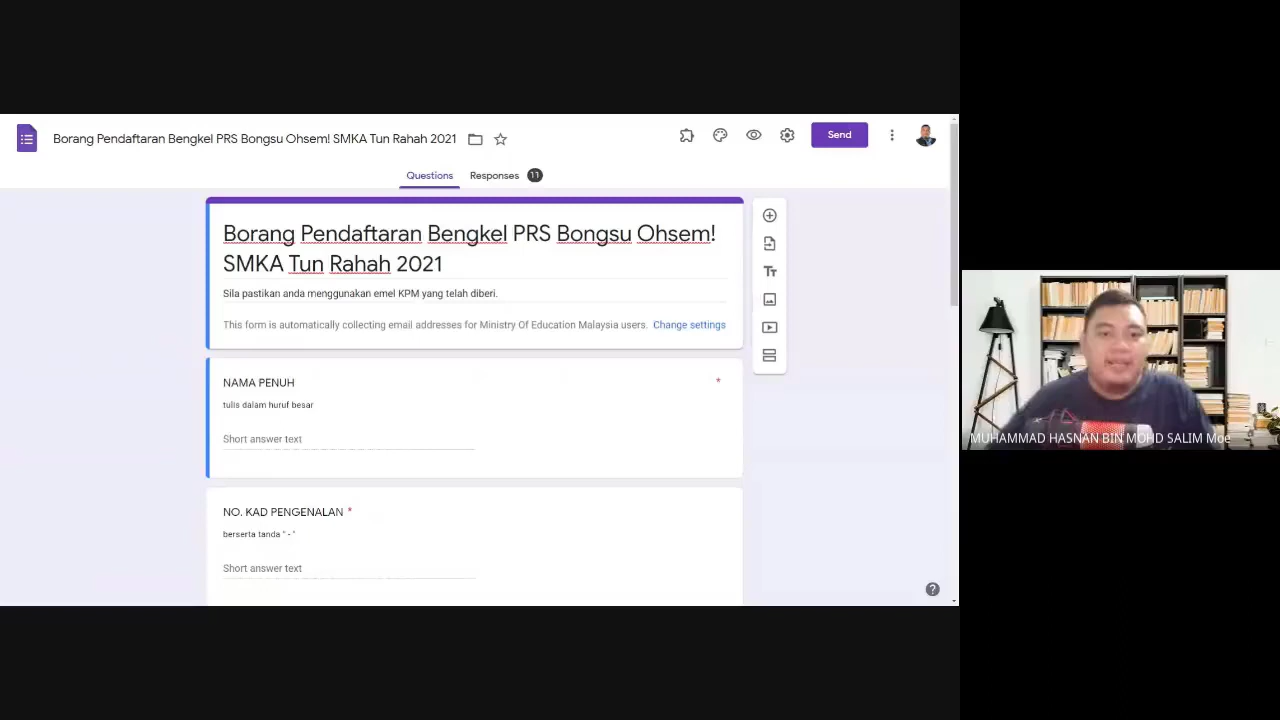 Borang Pendaftaran Bengkel PRS Bongsu Ohsem! SMKA Tun Rahah 2021
Send
Questions
Responses 11
Borang Pendaftaran Bengkel PRS Bongsu Ohsem!
SMKA Tun Rahah 2021
Sila pastikan anda menggunakan emel KPM yang telah diberi.
This form is automatically collecting email addresses for Ministry Of Education Malaysia users. Change settings
NAMA PENUH *
tulis dalam huruf besar
Short answer text
NO. KAD PENGENALAN *
berserta tanda " - "
Short answer text
MUHAMMAD HASNAN BIN MOHD SALIM Moe